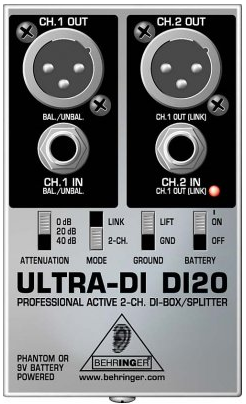 CH.1 OUT CH.2 OUT
BAL./UNBAL. CH.1 OUT (LINK)
CH.1 IN CH.2 IN
BAL./UNBAL. CH.1 OUT (LINK)
0 dB LINK LIFT ON
20 dB
40 dB 2-CH. GND OFF
ATTENUATION MODE GROUND BATTERY
ULTRA-DI DI20
PROFESSIONAL ACTIVE 2-CH. DI-BOX/SPLITTER
PHANTOM OR
9V BATTERY
POWERED
BEHRINGER
www.behringer.com